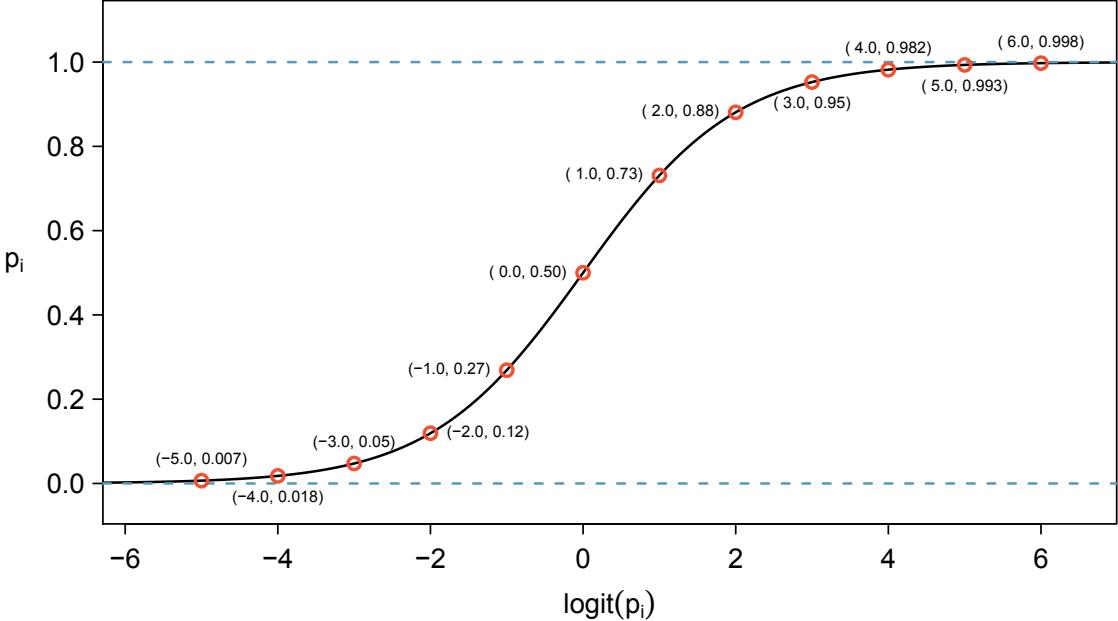 ( 6.0, 0.998)
( 4.0, 0.982)
1.0
( 5.0, 0.993)
( 3.0, 0.95)
( 2.0, 0.88)
0.8
( 1.0, 0.73)
0.6
pi
( 0.0, 0.50)
0.4
(−1.0, 0.27)
0.2
(−2.0, 0.12)
(−3.0, 0.05)
(−5.0, 0.007)
0.0
(−4.0, 0.018)
−6 −4 −2 0 2 4 6
logit(pi)